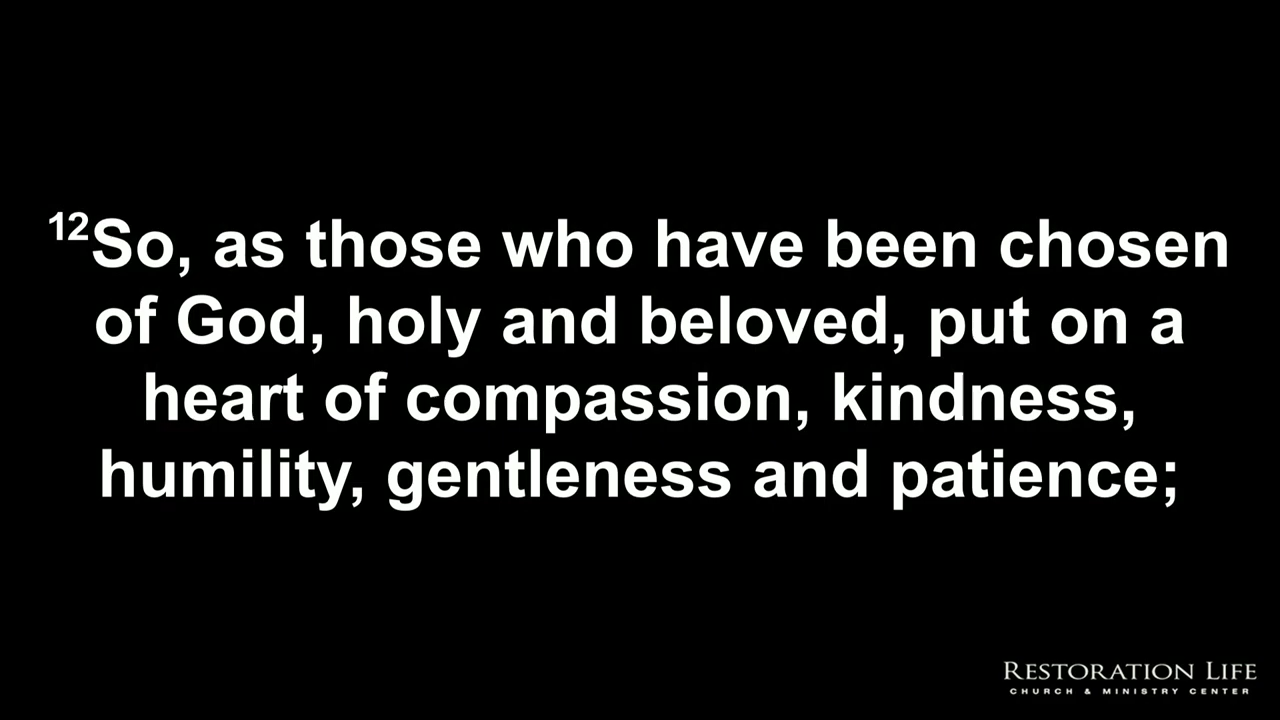 12So, as those who have been chosen
of God, holy and beloved, put on a
heart of compassion, kindness,
humility, gentleness and patience;
RESTORATION LIFE
CHURCH & MINISTRY CENTER